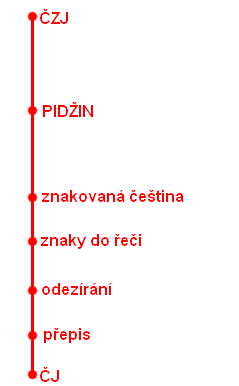 ČZJ
PIDŽIN
znakovaná čeština
znaky do řeči
odezírání
přepis
ČJ